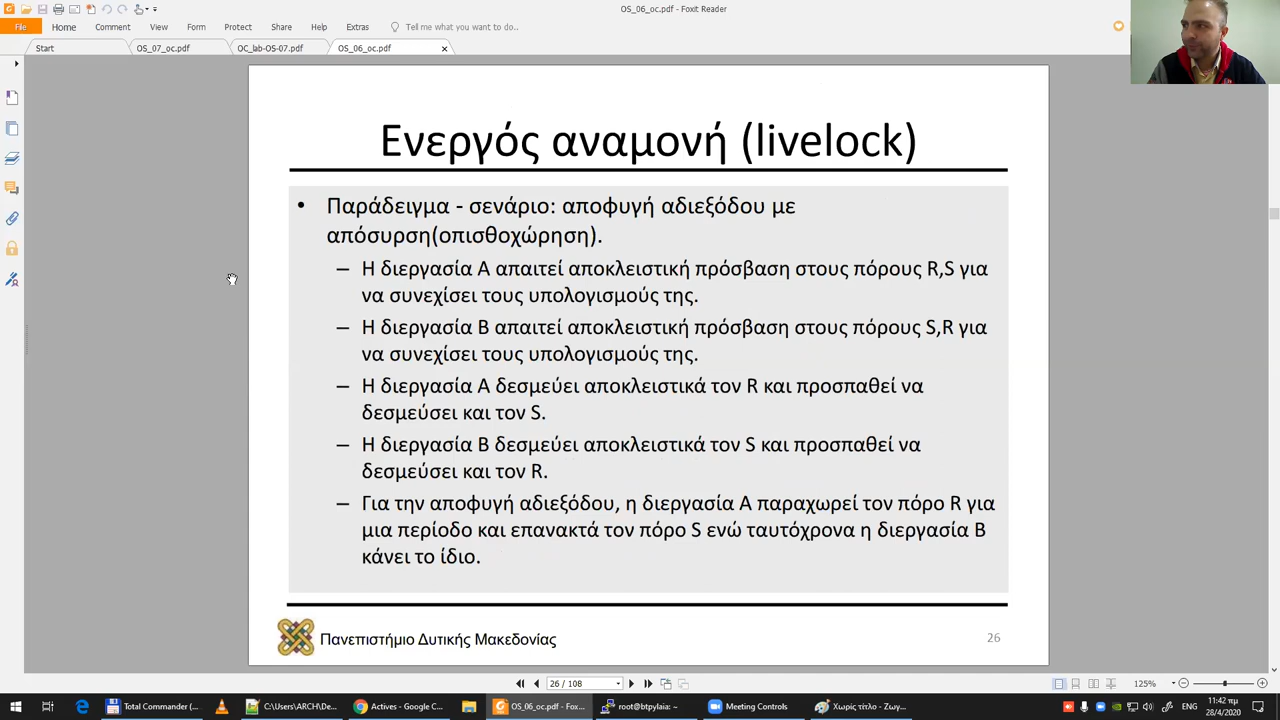 OS_06_oc.pdf - Foxit Reader
File Home Comment View Form Protect Share Help Extras Tell me what you want to do..
Start OS_07_oc.pdf OC_lab-OS-07.pdf OS_06_oc.pdf
Ενεργός αναμονή (livelock)
• Παράδειγμα - σενάριο: αποφυγή αδιεξόδου με
απόσυρση(οπισθοχώρηση).
– Η διεργασία Α απαιτεί αποκλειστική πρόσβαση στους πόρους R,S για
να συνεχίσει τους υπολογισμούς της.
– Η διεργασία Β απαιτεί αποκλειστική πρόσβαση στους πόρους S,R για
να συνεχίσει τους υπολογισμούς της.
– Η διεργασία Α δεσμεύει αποκλειστικά τον R και προσπαθεί να
δεσμεύσει και τον S.
– Η διεργασία Β δεσμεύει αποκλειστικά τον S και προσπαθεί να
δεσμεύσει και τον R.
– Για την αποφυγή αδιεξόδου, η διεργασία Α παραχωρεί τον πόρο R για
μια περίοδο και επανακτά τον πόρο S ενώ ταυτόχρονα η διεργασία Β
κάνει το ίδιο.
Πανεπιστήμιο Δυτικής Μακεδονίας
26
26 / 108
125%
Total Commander (... C:\Users\ARCH\De... Actives - Google C... OS_06_oc.pdf - Fox... root@btpylaia: ~ Meeting Controls Χωρίς τίτλο - Ζωγ... ENG 11:42 πμ
28/4/2020